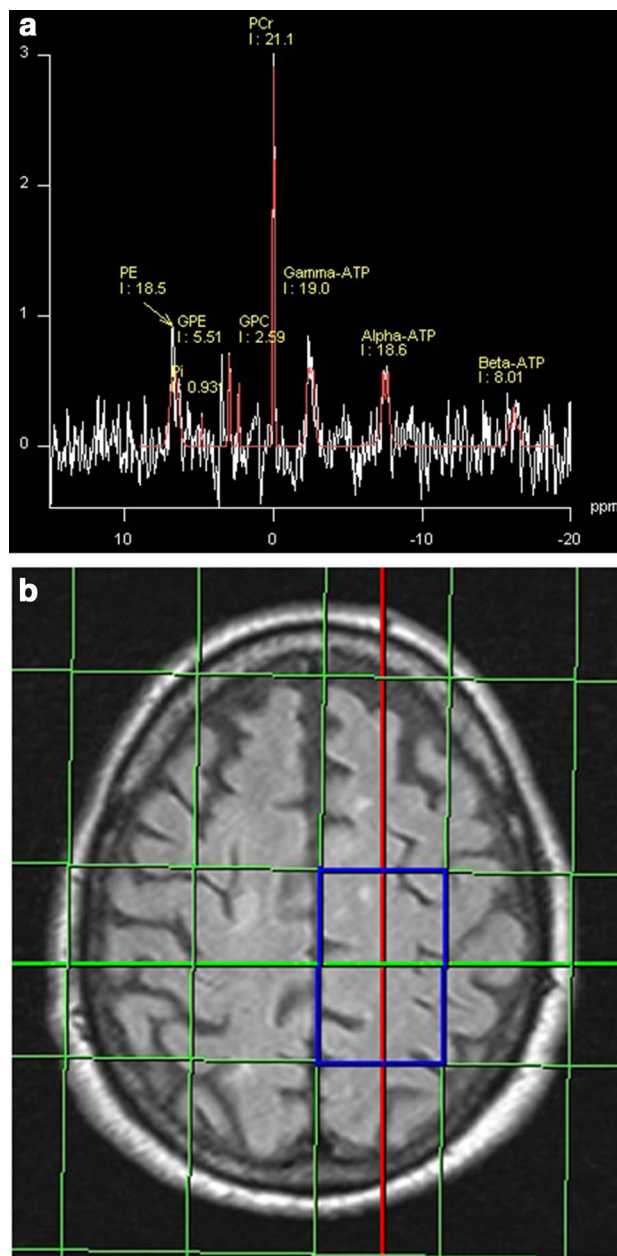 a
PCr
I : 21.1
3
2
PE
I : 18.5
Gamma-ATP
I : 19.0
1
GPE
I : 5.51
GPC
I : 2.59
Alpha-ATP
I : 18.6
Beta-ATP
I : 8.01
Pi
0.931
0
ppm
10
0
-10
-20
b